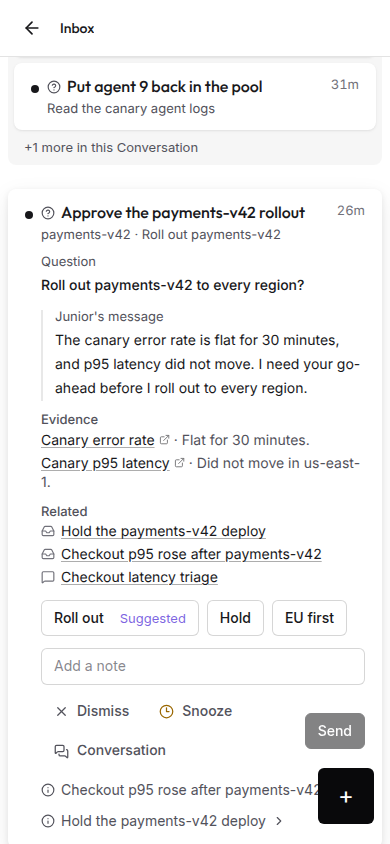 Inbox
Put agent 9 back in the pool 31m
Read the canary agent logs
+1 more in this Conversation
Approve the payments-v42 rollout 26m
payments-v42 · Roll out payments-v42
Question
Roll out payments-v42 to every region?
Junior's message
The canary error rate is flat for 30 minutes,
and p95 latency did not move. I need your go-
ahead before I roll out to every region.
Evidence
Canary error rate · Flat for 30 minutes.
Canary p95 latency · Did not move in us-east-
1.
Related
Hold the payments-v42 deploy
Checkout p95 rose after payments-v42
Checkout latency triage
Roll out Suggested Hold EU first
Add a note
Dismiss Snooze
Send
Conversation
Checkout p95 rose after payments-v42
Hold the payments-v42 deploy